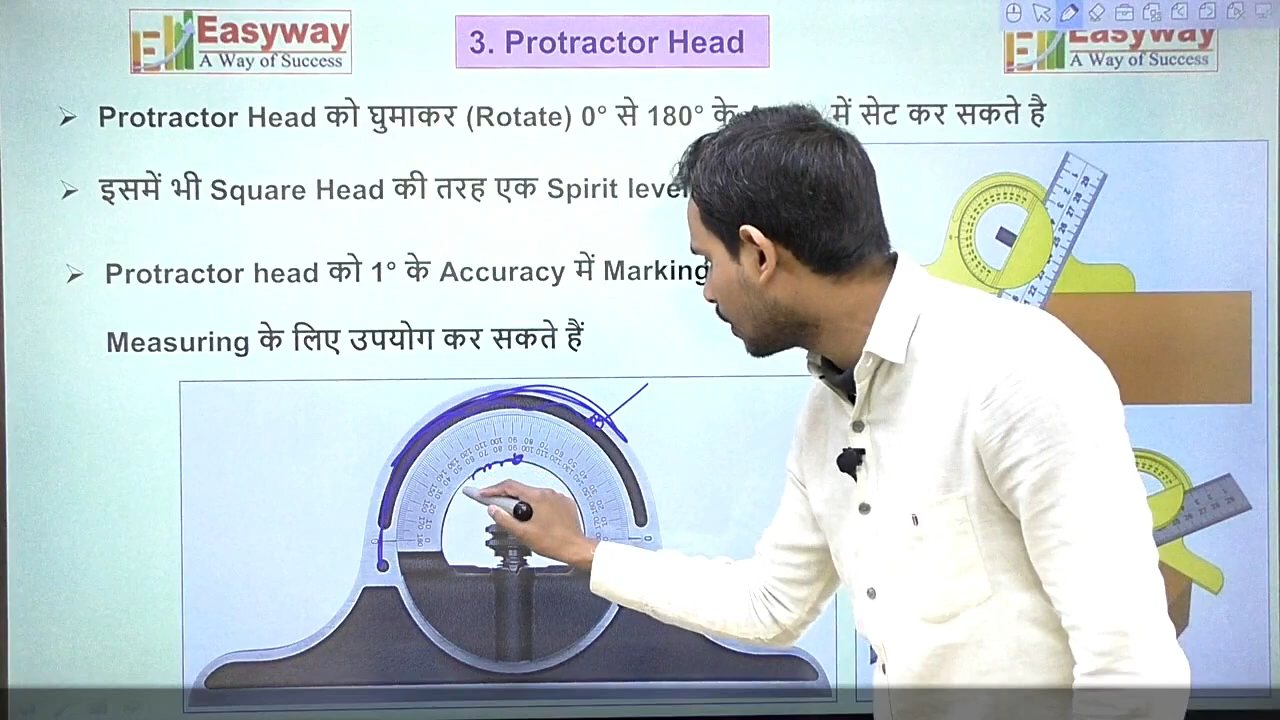 Easyway
A Way of Success
3. Protractor Head
Easyway
A Way of Success
➢ Protractor Head को घुमाकर (Rotate) 0° से 180° के में सेट कर सकते है
➢ इसमें भी Square Head की तरह एक Spirit level
➢ Protractor head को 1° के Accuracy में Marking
Measuring के लिए उपयोग कर सकते हैं